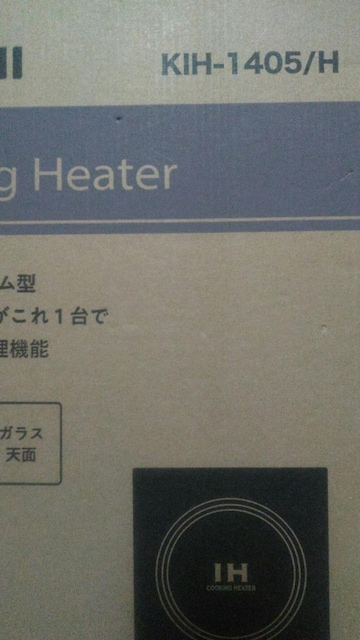 KIH-1405/H
g Heater
ム型
がこれ1台で
理機能
ガラス
天面
IH
COOKING HEATER